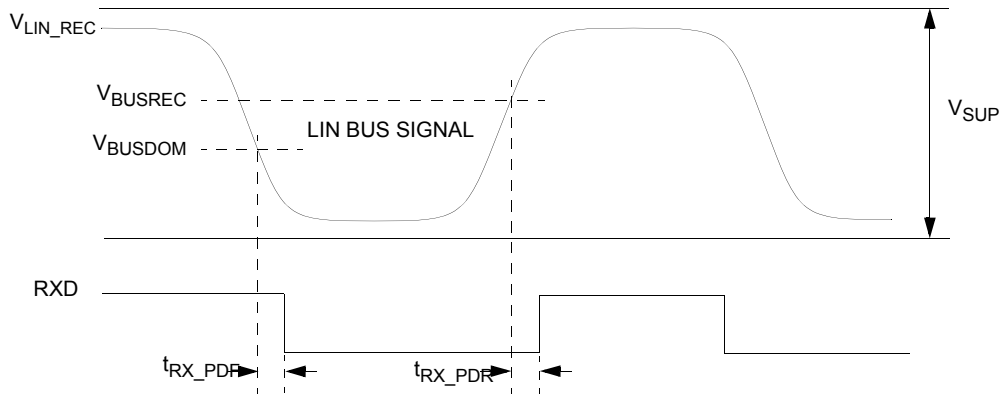 VLIN_REC
VBUSREC
VSUP
LIN BUS SIGNAL
VBUSDOM
RXD
tRX_PDF
tRX_PDR